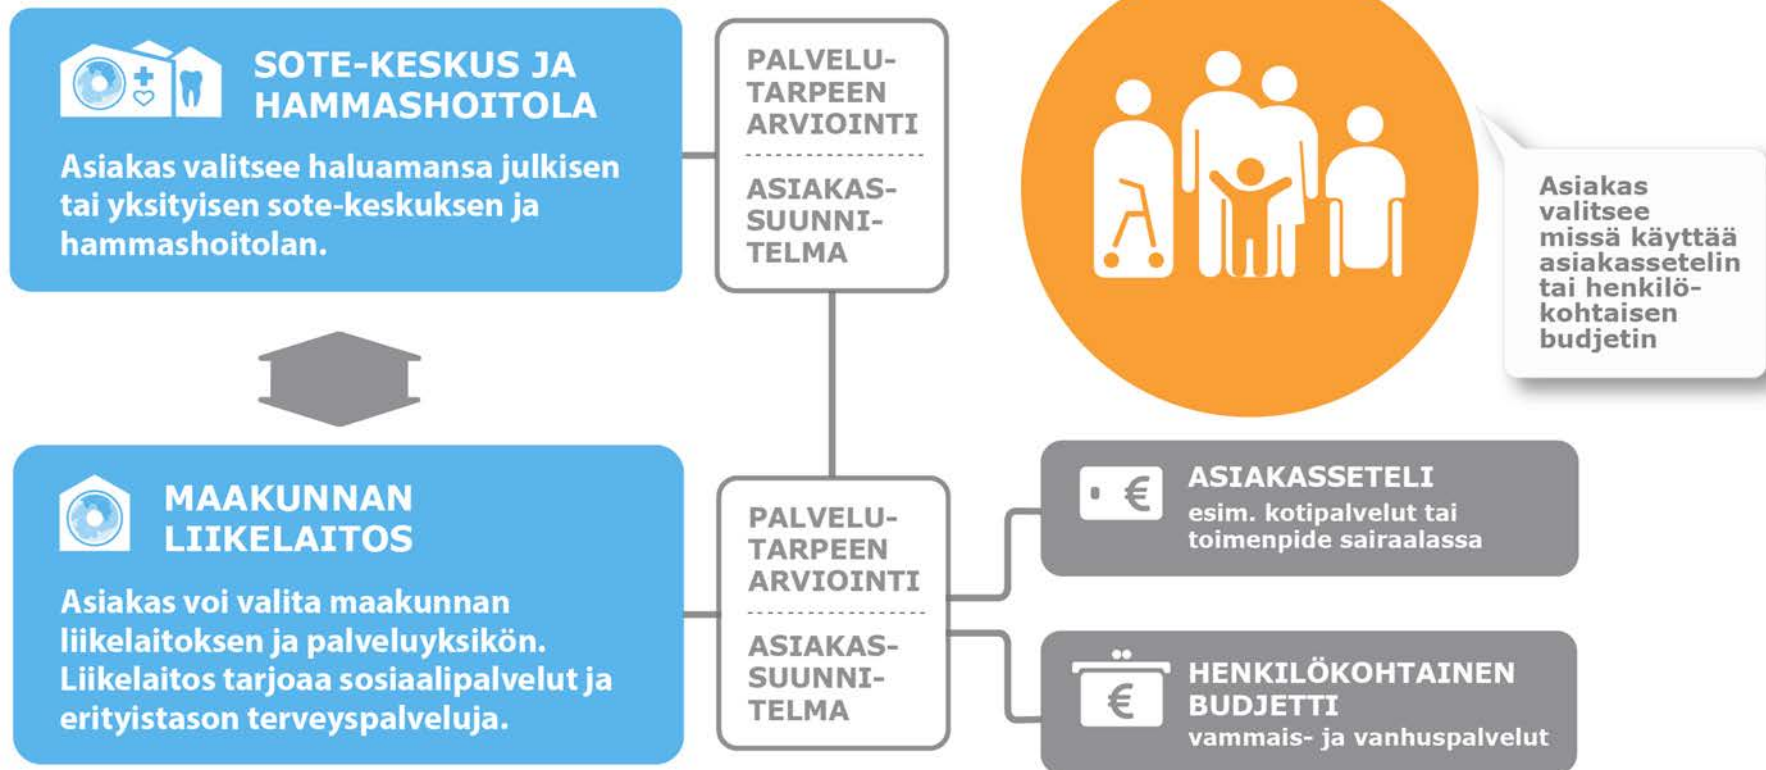 SOTE-KESKUS JA
HAMMASHOITOLA
Asiakas valitsee haluamansa julkisen
tai yksityisen sote-keskuksen ja
hammashoitolan.
PALVELU-
TARPEEN
ARVIOINTI
ASIAKAS-
SUUNNI-
TELMA
Asiakas
valitsee
missä käyttää
asiakassetelin
tai henkilö-
kohtaisen
budjetin
MAAKUNNAN
LIIKELAITOS
Asiakas voi valita maakunnan
liikelaitoksen ja palveluyksikön.
Liikelaitos tarjoaa sosiaalipalvelut ja
erityistason terveyspalveluja.
PALVELU-
TARPEEN
ARVIOINTI
ASIAKAS-
SUUNNI-
TELMA
€
ASIAKASSETELI
esim. kotipalvelut tai
toimenpide sairaalassa
€
HENKILÖKOHTAINEN
BUDJETTI
vammais- ja vanhuspalvelut